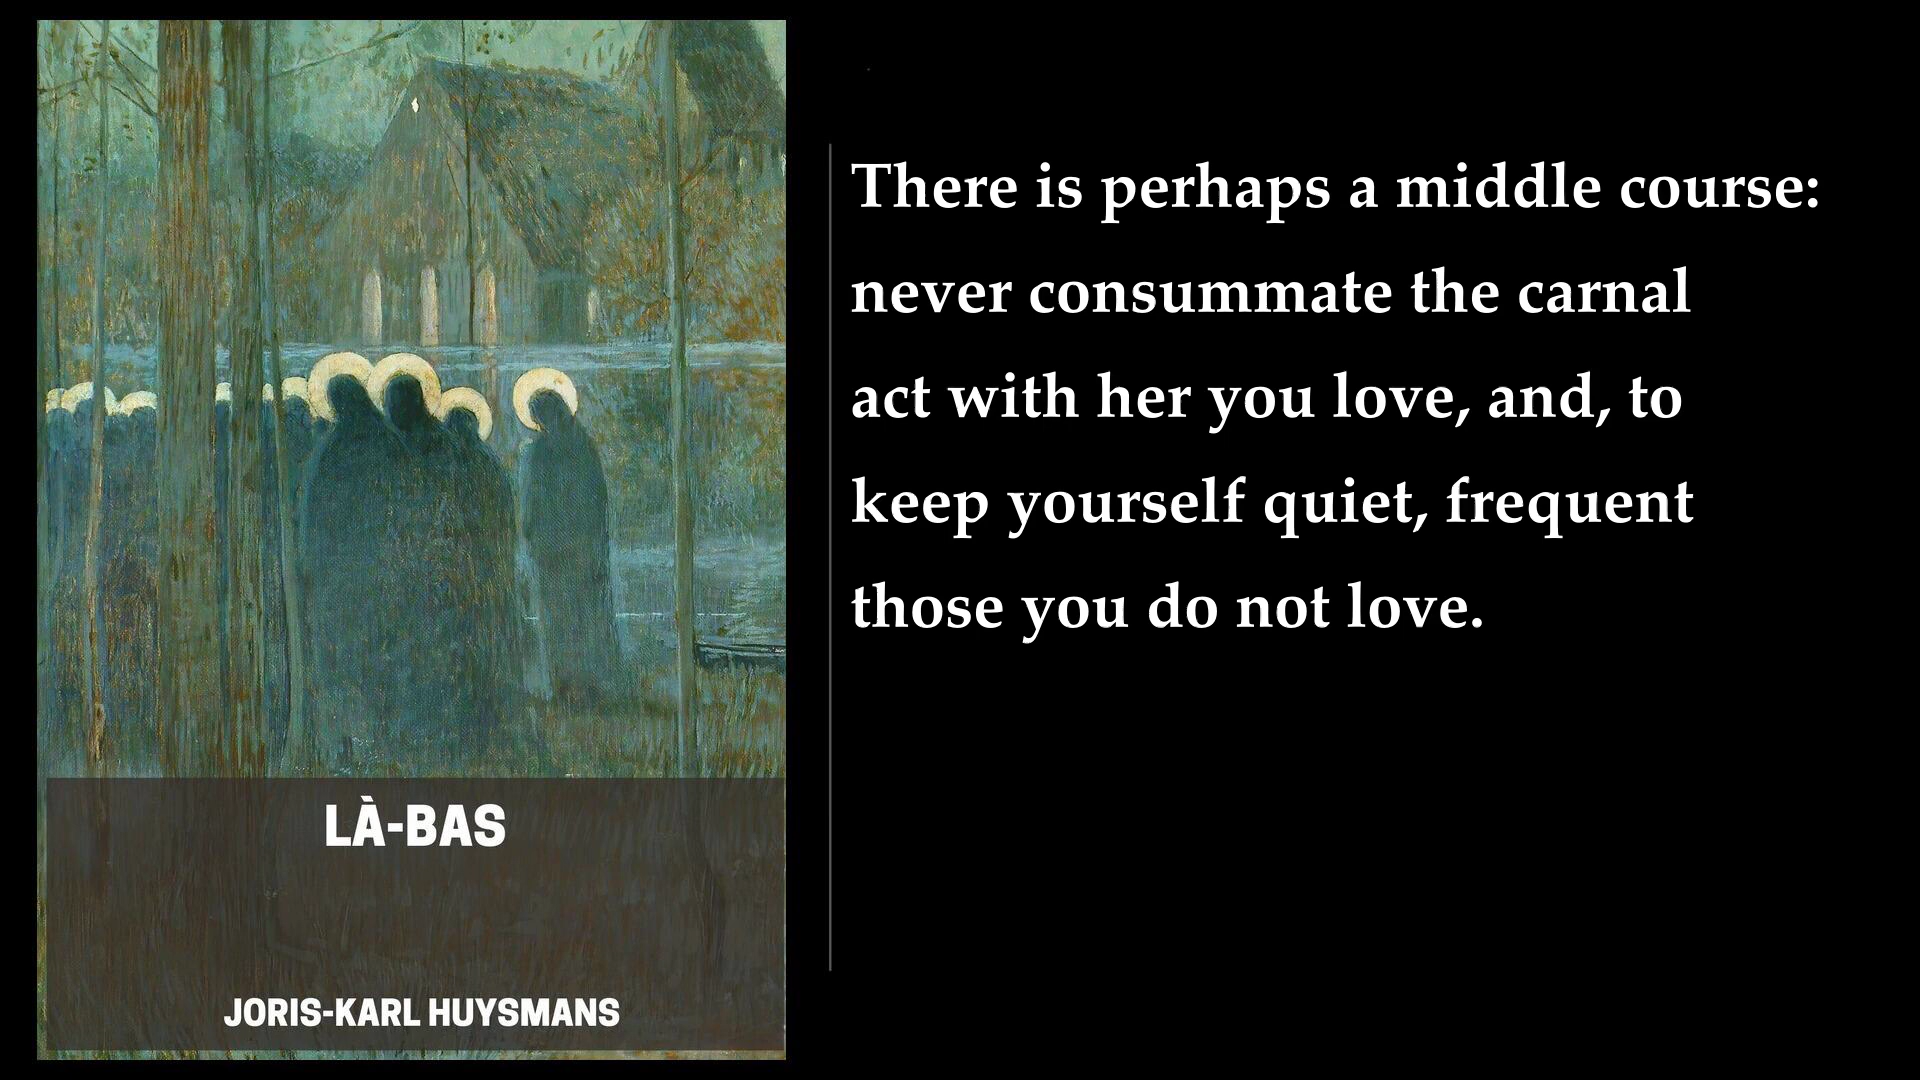 LÀ-BAS
JORIS-KARL HUYSMANS
There is perhaps a middle course:
never consummate the carnal
act with her you love, and, to
keep yourself quiet, frequent
those you do not love.